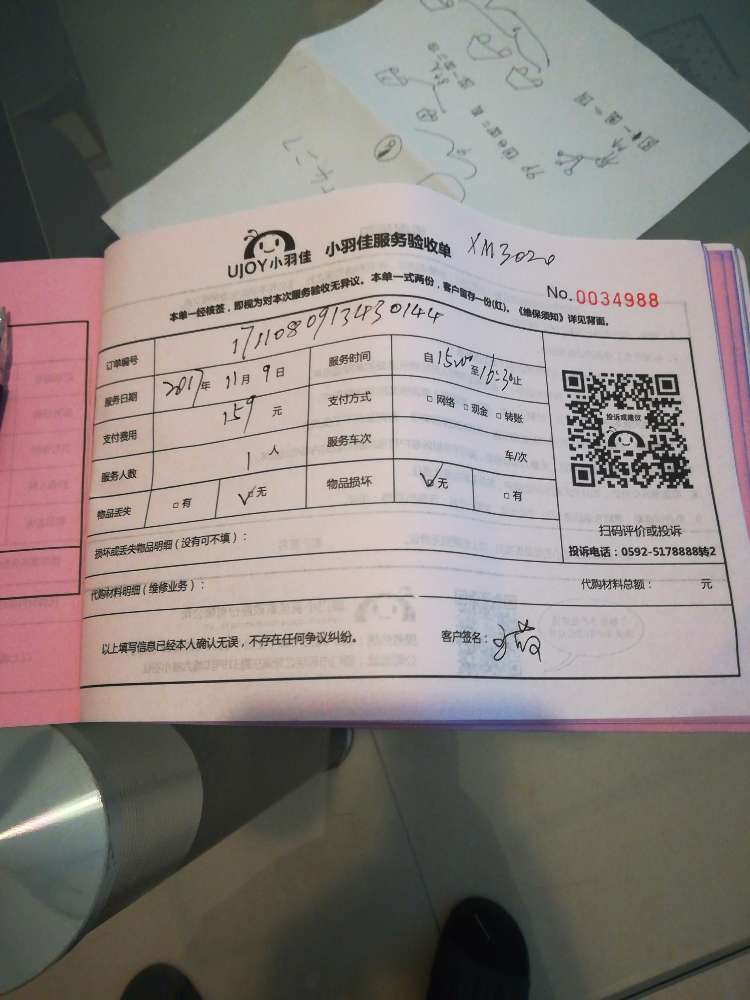 UJOY小羽佳 小羽佳服务验收单 XM3020
No.0034988
本单一经核签，即视为对本次服务验收无异议。本单一式两份，客户留存一份(红)。《维保须知》详见背面。
订单编号 1711080913430144
服务日期 2017年 11月 9日 服务时间 自15:00至16:30止
支付费用 159 元 支付方式 □网络 □现金 □转账
服务人数 1 人 服务车次 车/次
物品丢失 □有 ✓□无 物品损坏 ✓□无 □有
投诉或建议
扫码评价或投诉
投诉电话：0592-5178888转2
损坏或丢失物品明细（没有可不填）：
代购材料明细（维修业务）： 代购材料总额： 元
以上填写信息已经本人确认无误，不存在任何争议纠纷。 客户签名：